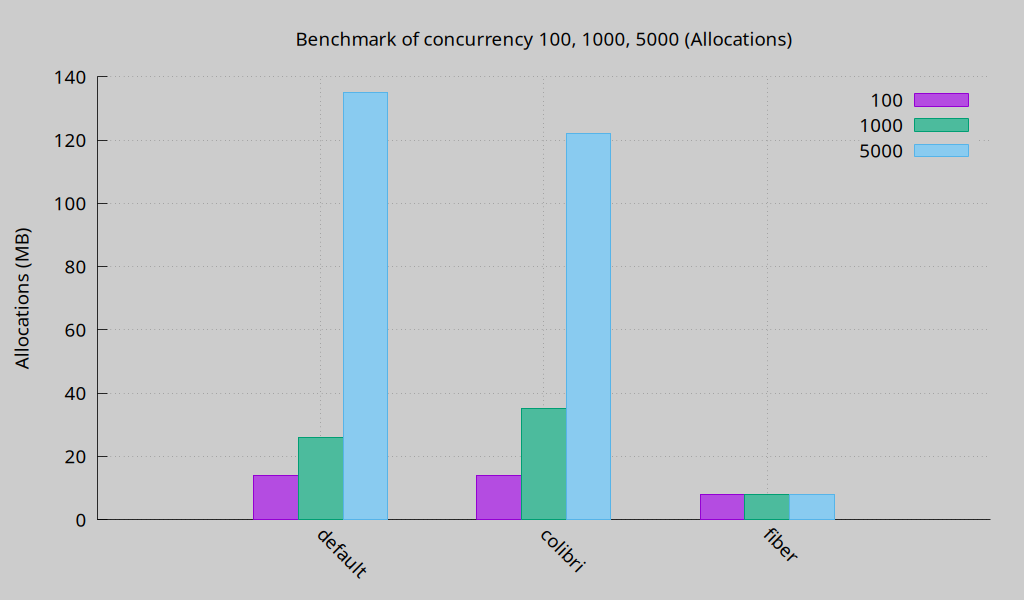 Benchmark of concurrency 100, 1000, 5000 (Allocations)
140
120
100
80
60
40
20
0
Allocations (MB)
100
1000
5000
default
colibri
fiber